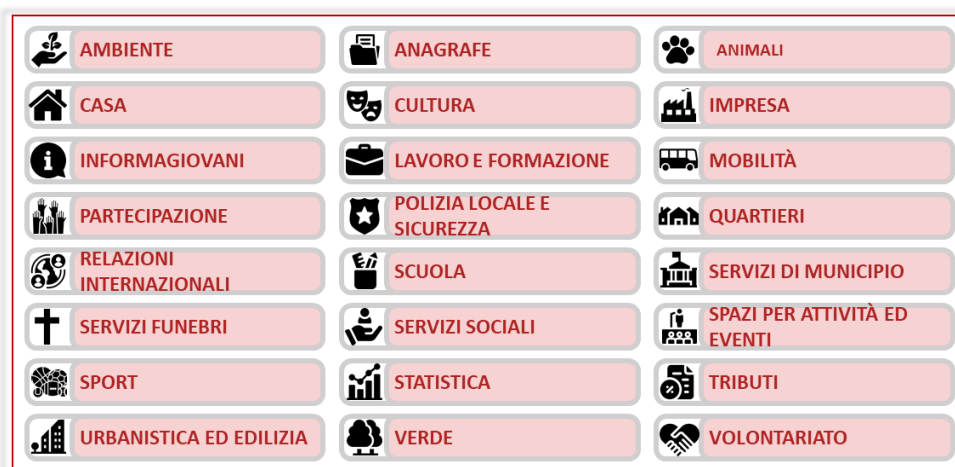 AMBIENTE
ANAGRAFE
ANIMALI
CASA
CULTURA
IMPRESA
INFORMAGIOVANI
LAVORO E FORMAZIONE
MOBILITÀ
PARTECIPAZIONE
POLIZIA LOCALE E
SICUREZZA
QUARTIERI
RELAZIONI
INTERNAZIONALI
SCUOLA
SERVIZI DI MUNICIPIO
SERVIZI FUNEBRI
SERVIZI SOCIALI
SPAZI PER ATTIVITÀ ED
EVENTI
SPORT
STATISTICA
TRIBUTI
URBANISTICA ED EDILIZIA
VERDE
VOLONTARIATO